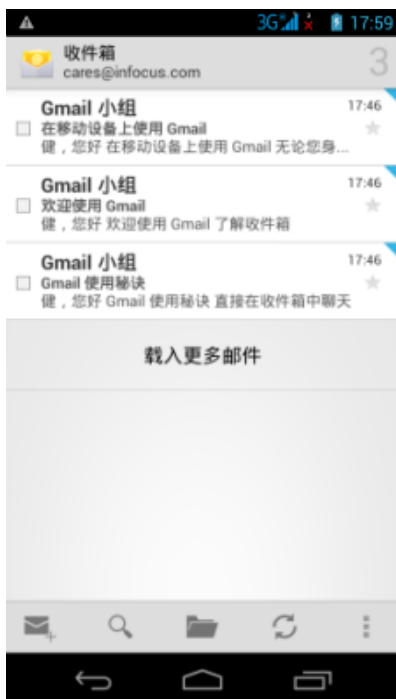 3G 17:59
收件箱 3
cares@infocus.com
Gmail 小组 17:46
在移动设备上使用 Gmail
健，您好 在移动设备上使用 Gmail 无论您身...
Gmail 小组 17:46
欢迎使用 Gmail
健，您好 欢迎使用 Gmail 了解收件箱
Gmail 小组 17:46
Gmail 使用秘诀
健，您好 Gmail 使用秘诀 直接在收件箱中聊天
载入更多邮件